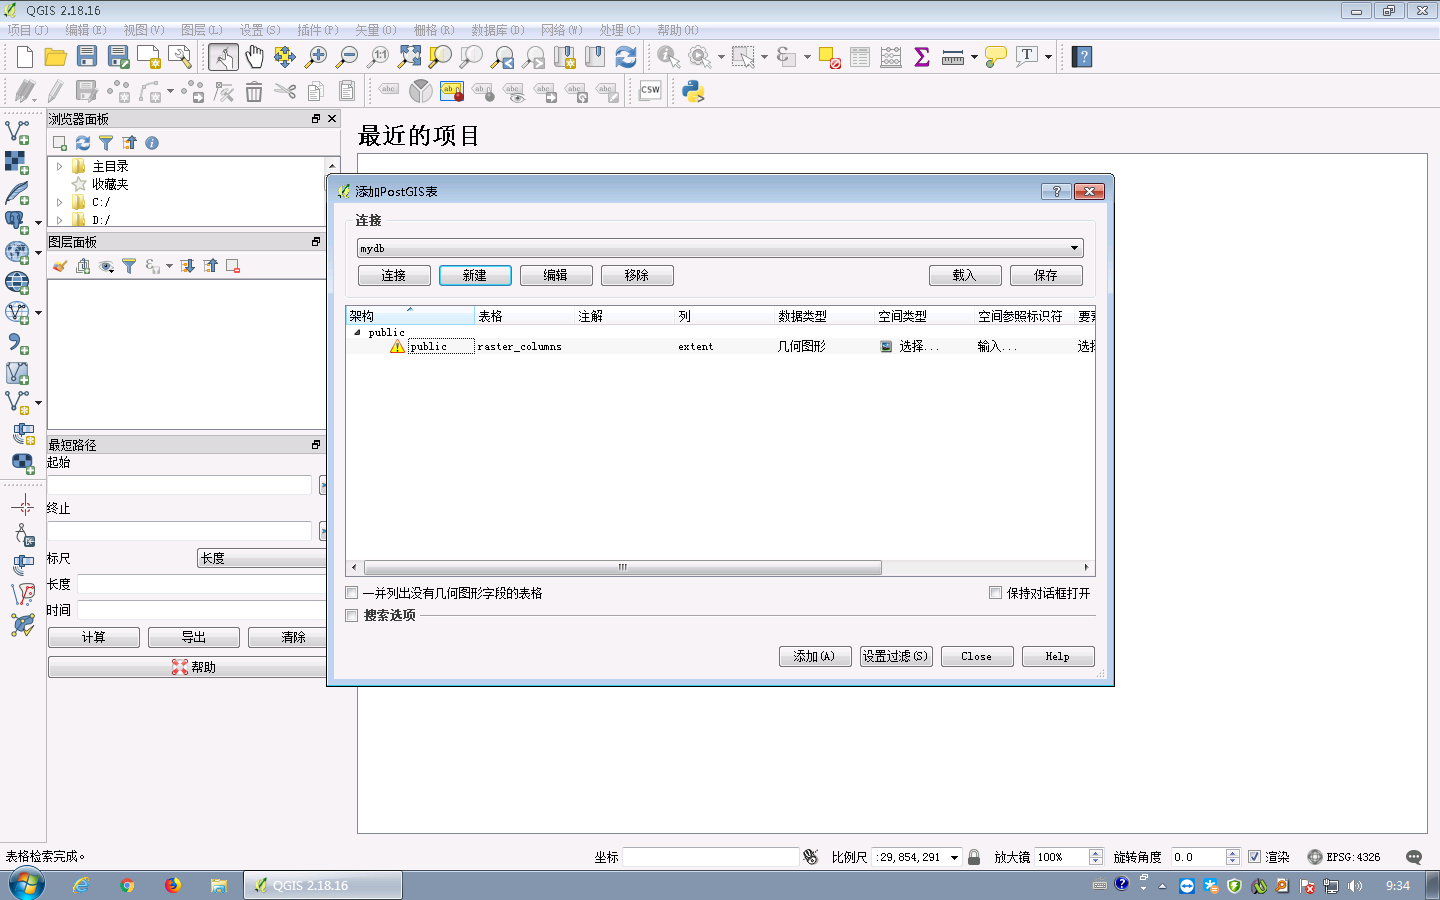 QGIS 2.18.16
项目(J) 编辑(E) 视图(V) 图层(L) 设置(S) 插件(P) 矢量(O) 栅格(R) 数据库(D) 网络(W) 处理(C) 帮助(H)
1:1
T
?
abc abc
CSW
浏览器面板
主目录
收藏夹
C:/
D:/
图层面板
最短路径
起始
终止
标尺 长度
长度
时间
计算 导出 清除
帮助
最近的项目
添加PostGIS表
连接
mydb
连接 新建 编辑 移除 载入 保存
架构 表格 注解 列 数据类型 空间类型 空间参照标识符
public
public raster_columns extent 几何图形 选择... 输入...
一并列出没有几何图形字段的表格 保持对话框打开
搜索选项
添加(A) 设置过滤(S) Close Help
表格检索完成。 坐标 比例尺 :29,854,291 放大镜 100% 旋转角度 0.0 渲染 EPSG:4326
QGIS 2.18.16 9:34